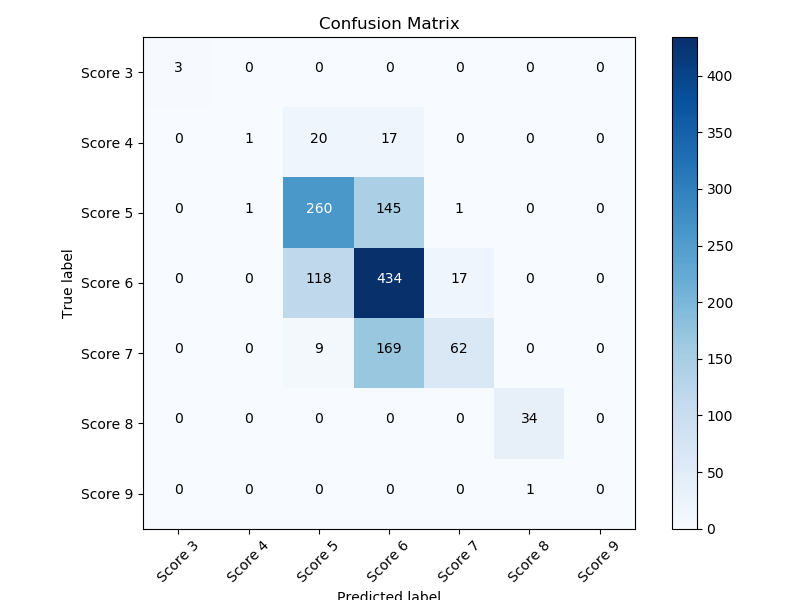 Confusion Matrix
True label
Score 3 3 0 0 0 0 0 0
Score 4 0 1 20 17 0 0 0
Score 5 0 1 260 145 1 0 0
Score 6 0 0 118 434 17 0 0
Score 7 0 0 9 169 62 0 0
Score 8 0 0 0 0 0 34 0
Score 9 0 0 0 0 0 1 0
Score 3 Score 4 Score 5 Score 6 Score 7 Score 8 Score 9
Predicted label
400
350
300
250
200
150
100
50
0